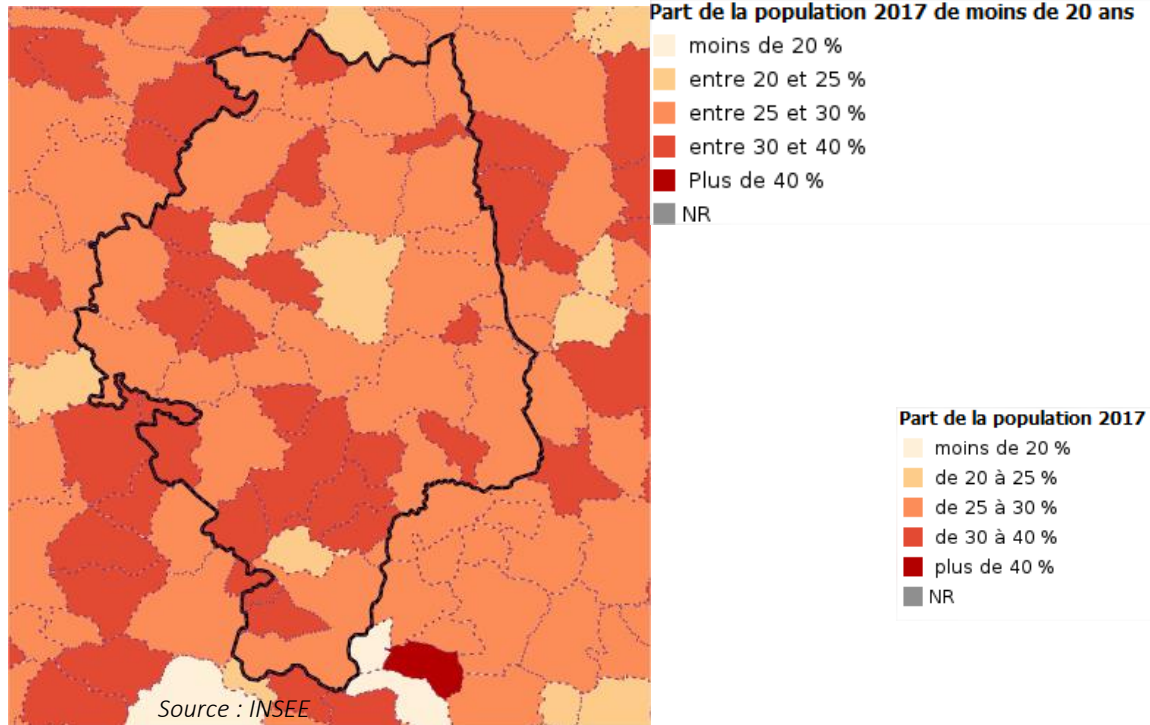 Part de la population 2017 de moins de 20 ans
moins de 20 %
entre 20 et 25 %
entre 25 et 30 %
entre 30 et 40 %
Plus de 40 %
NR
Part de la population 2017
moins de 20 %
de 20 à 25 %
de 25 à 30 %
de 30 à 40 %
plus de 40 %
NR
Source : INSEE